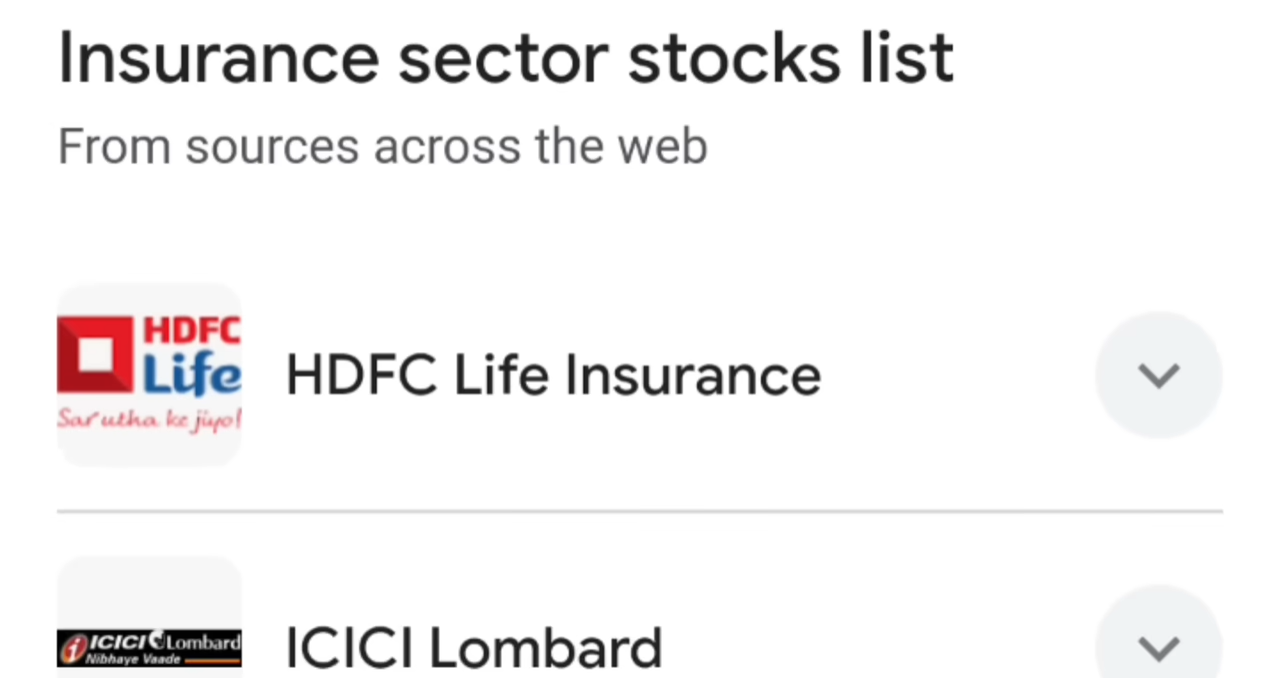 Insurance sector stocks list
From sources across the web
HDFC
Life
Sar utha ke jiyo!
HDFC Life Insurance
ICICI Lombard
Nibhaye Vaade
ICICI Lombard